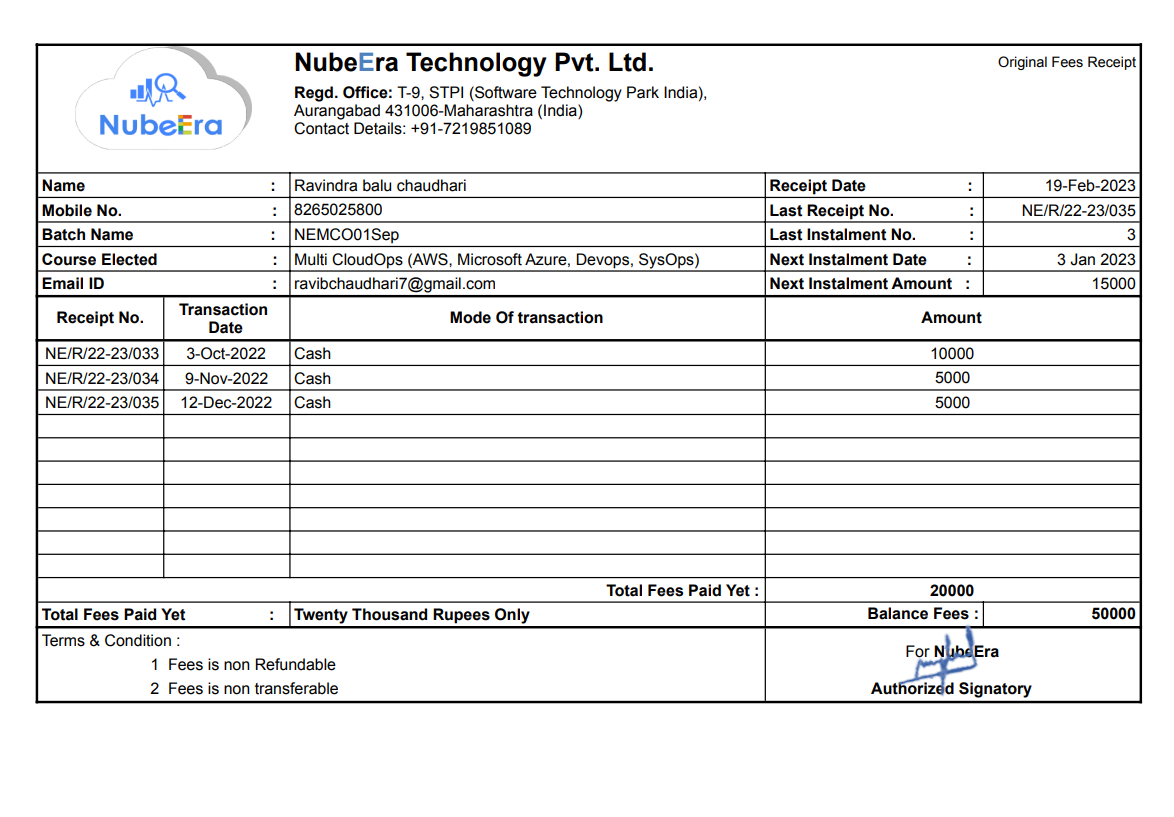 NubeEra
NubeEra Technology Pvt. Ltd.
Original Fees Receipt
Regd. Office: T-9, STPI (Software Technology Park India),
Aurangabad 431006-Maharashtra (India)
Contact Details: +91-7219851089
Name : Ravindra balu chaudhari Receipt Date : 19-Feb-2023
Mobile No. : 8265025800 Last Receipt No. : NE/R/22-23/035
Batch Name : NEMCO01Sep Last Instalment No. : 3
Course Elected : Multi CloudOps (AWS, Microsoft Azure, Devops, SysOps) Next Instalment Date : 3 Jan 2023
Email ID : ravibchaudhari7@gmail.com Next Instalment Amount : 15000
Receipt No. Transaction Date Mode Of transaction Amount
NE/R/22-23/033 3-Oct-2022 Cash 10000
NE/R/22-23/034 9-Nov-2022 Cash 5000
NE/R/22-23/035 12-Dec-2022 Cash 5000
Total Fees Paid Yet : 20000
Total Fees Paid Yet : Twenty Thousand Rupees Only Balance Fees : 50000
Terms & Condition :
1 Fees is non Refundable
2 Fees is non transferable
For NubeEra
Authorized Signatory